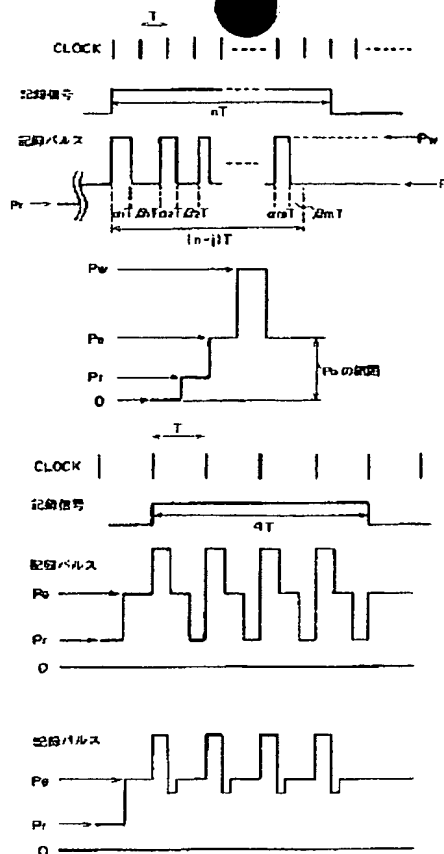 T
CLOCK
記録信号
nT
記録パルス
Pw
Pr
α1T β1T α2T β2T αmT βmT
(n-j)T
Pw
Pe
Pr
0
Pbの範囲
T
CLOCK
記録信号
4T
記録パルス
Pe
Pr
0
記録パルス
Pe
Pr
0